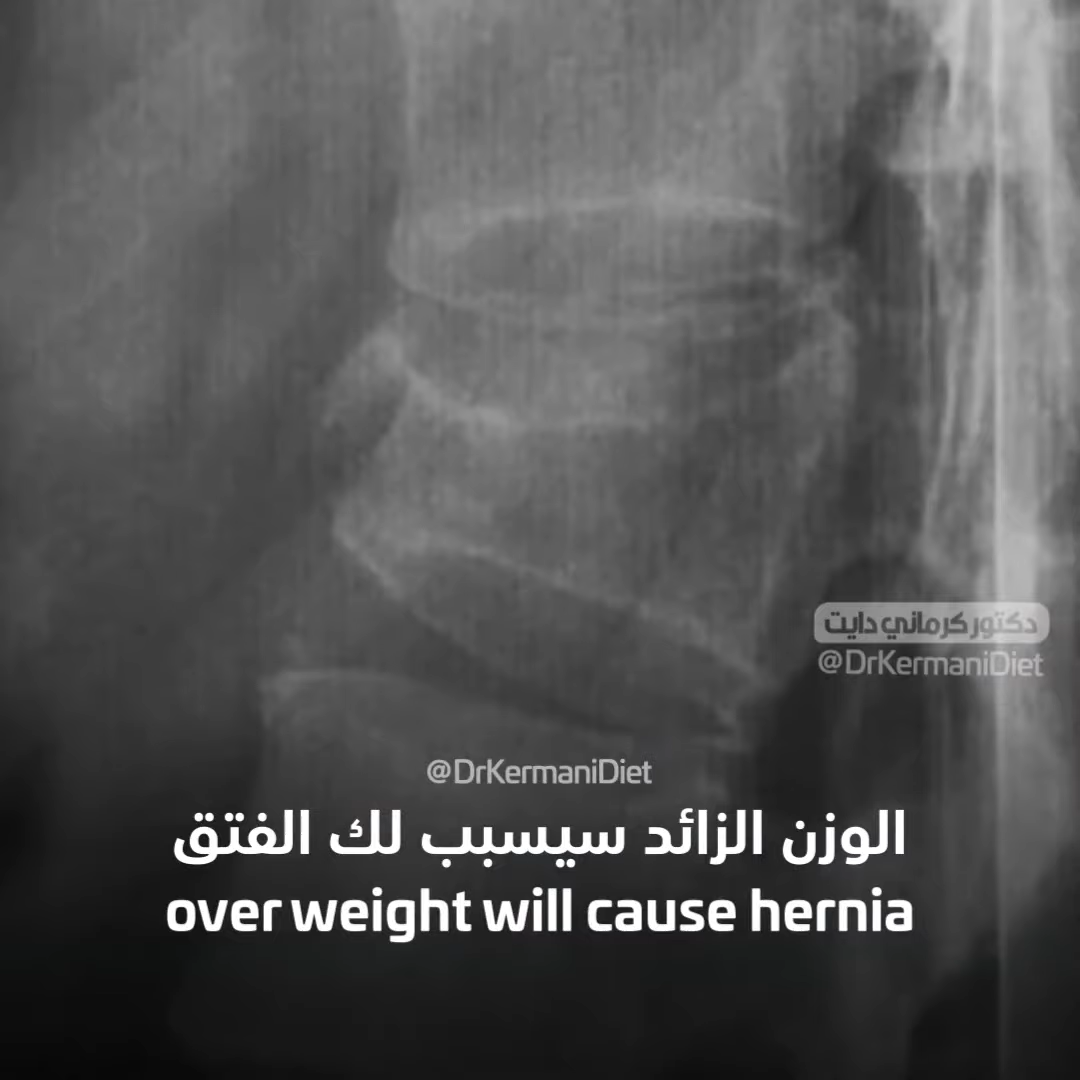 دكتور كرماني دايت
@DrKermaniDiet
@DrKermaniDiet
الوزن الزائد سيسبب لك الفتق
over weight will cause hernia